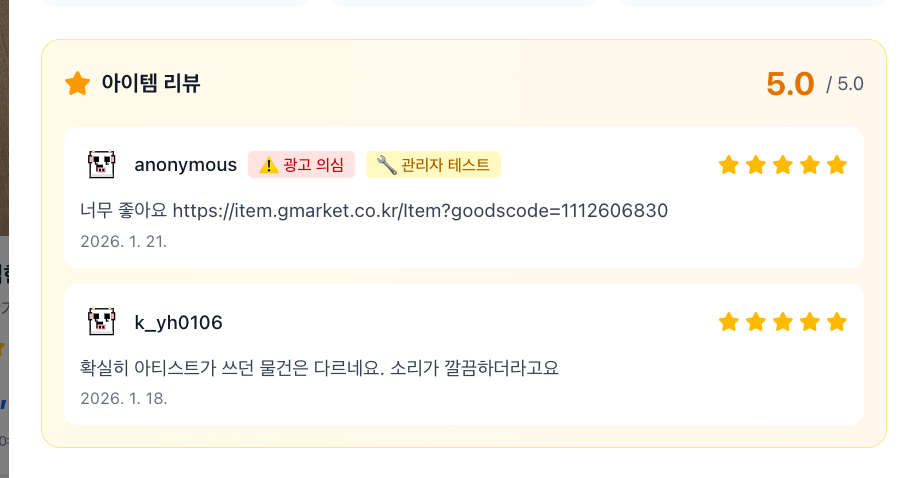 아이템 리뷰 5.0 / 5.0
anonymous ⚠️ 광고 의심 🔧 관리자 테스트
너무 좋아요 https://item.gmarket.co.kr/Item?goodscode=1112606830
2026. 1. 21.
k_yh0106
확실히 아티스트가 쓰던 물건은 다르네요. 소리가 깔끔하더라고요
2026. 1. 18.